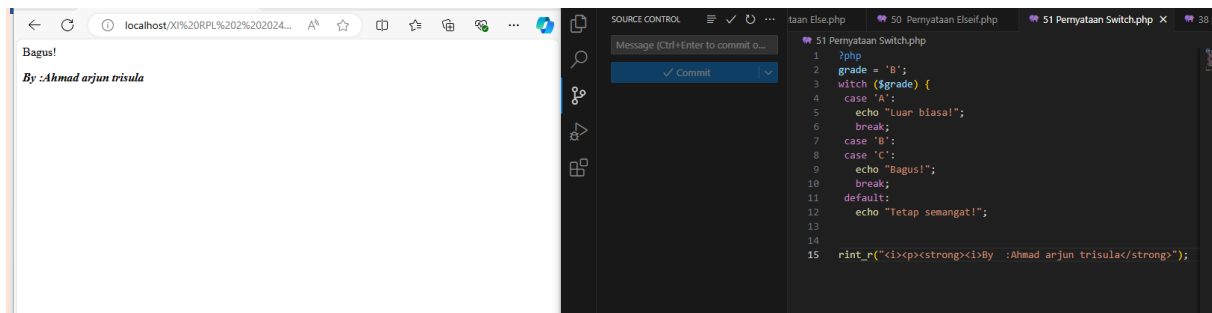 localhost/XI%20RPL%202%202024...
Bagus!
By :Ahmad arjun trisula
SOURCE CONTROL
Message (Ctrl+Enter to commit o...
Commit
taan Else.php
50 Pernyataan Elseif.php
51 Pernyataan Switch.php
38
51 Pernyataan Switch.php
1 ?php
2 grade = 'B';
3 witch ($grade) {
4 case 'A':
5 echo "Luar biasa!";
6 break;
7 case 'B':
8 case 'C':
9 echo "Bagus!";
10 break;
11 default:
12 echo "Tetap semangat!";
13
14
15 rint_r("<i><p><strong><i>By  :Ahmad arjun trisula</strong>");